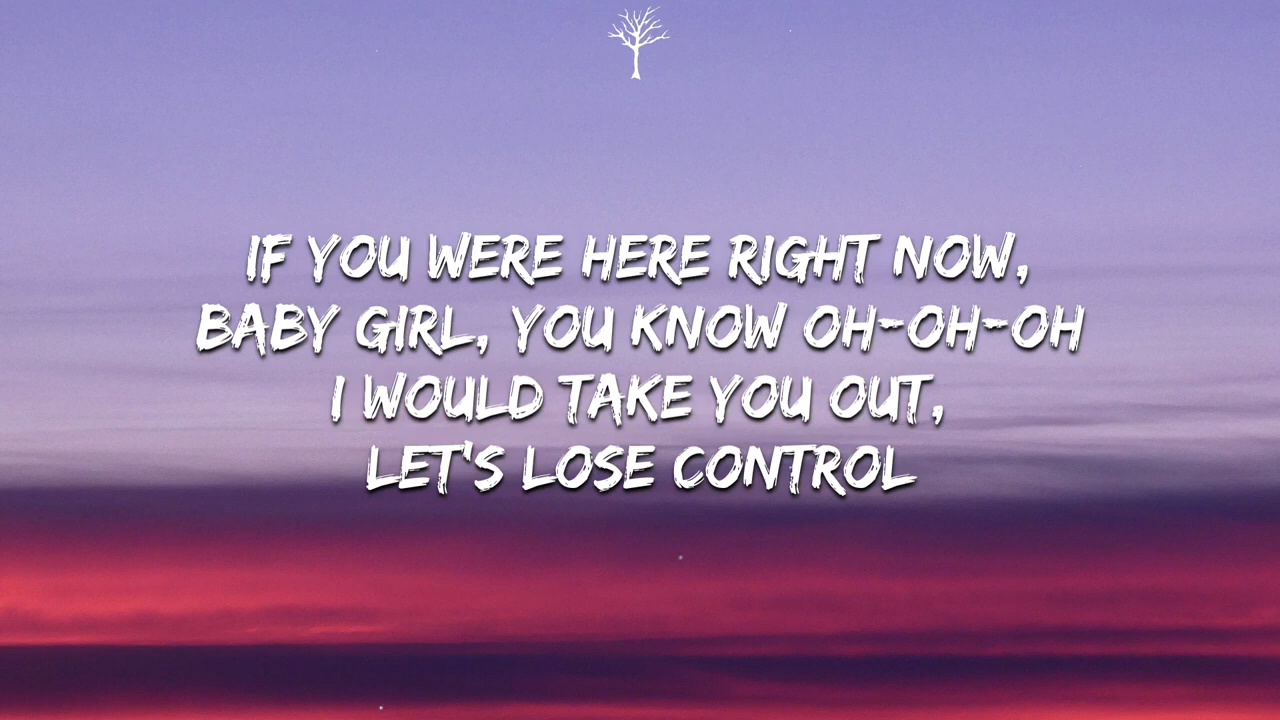 IF YOU WERE HERE RIGHT NOW,
BABY GIRL, YOU KNOW OH-OH-OH
I WOULD TAKE YOU OUT,
LET'S LOSE CONTROL